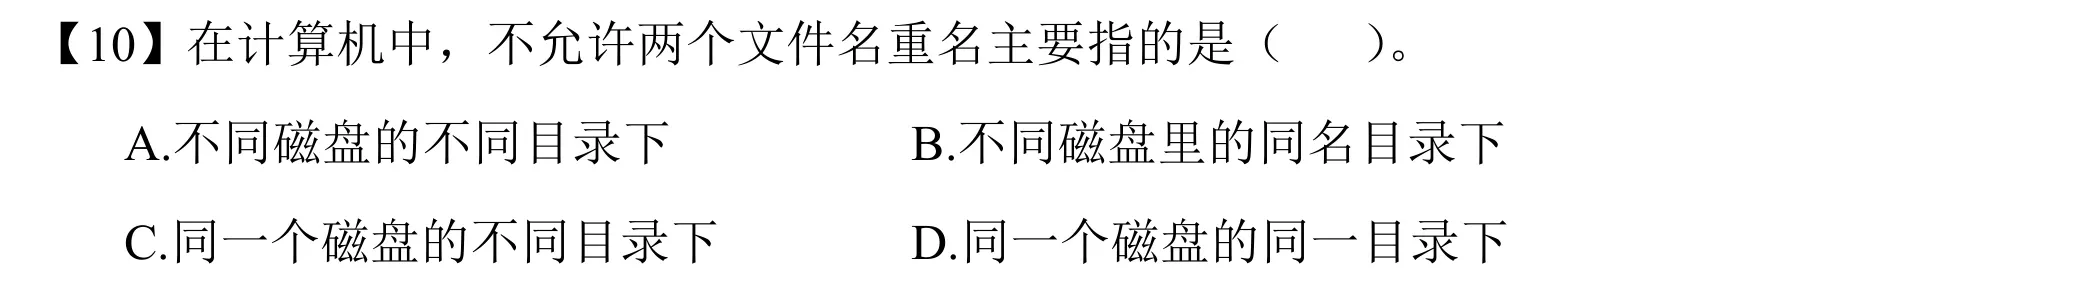 【10】在计算机中，不允许两个文件名重名主要指的是（　　）。
A.不同磁盘的不同目录下　　B.不同磁盘里的同名目录下
C.同一个磁盘的不同目录下　　D.同一个磁盘的同一目录下